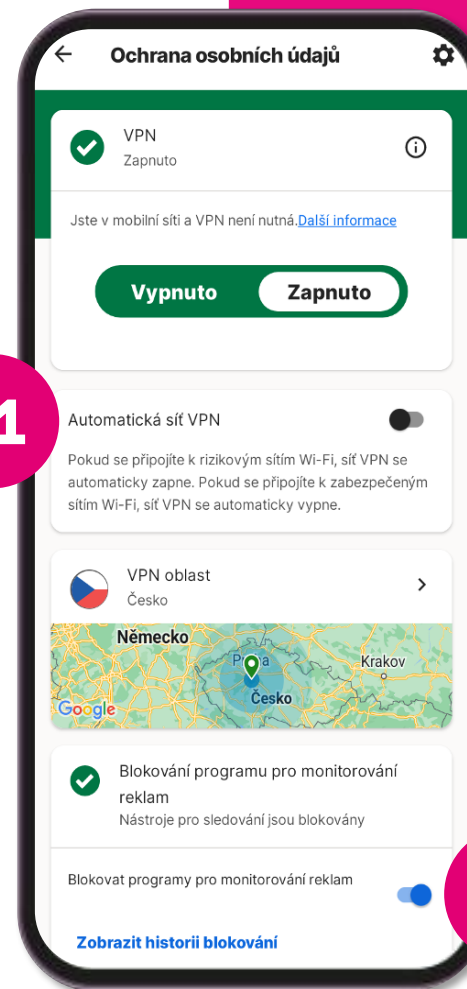 Ochrana osobních údajů
VPN
Zapnuto
Jste v mobilní síti a VPN není nutná.Další informace
Vypnuto
Zapnuto
1
Automatická síť VPN
Pokud se připojíte k rizikovým sítím Wi-Fi, síť VPN se
automaticky zapne. Pokud se připojíte k zabezpečeným
sítím Wi-Fi, síť VPN se automaticky vypne.
VPN oblast
Česko
Německo
Krakov
Česko
Google
Blokování programu pro monitorování
reklam
Nástroje pro sledování jsou blokovány
Blokovat programy pro monitorování reklam
Zobrazit historii blokování